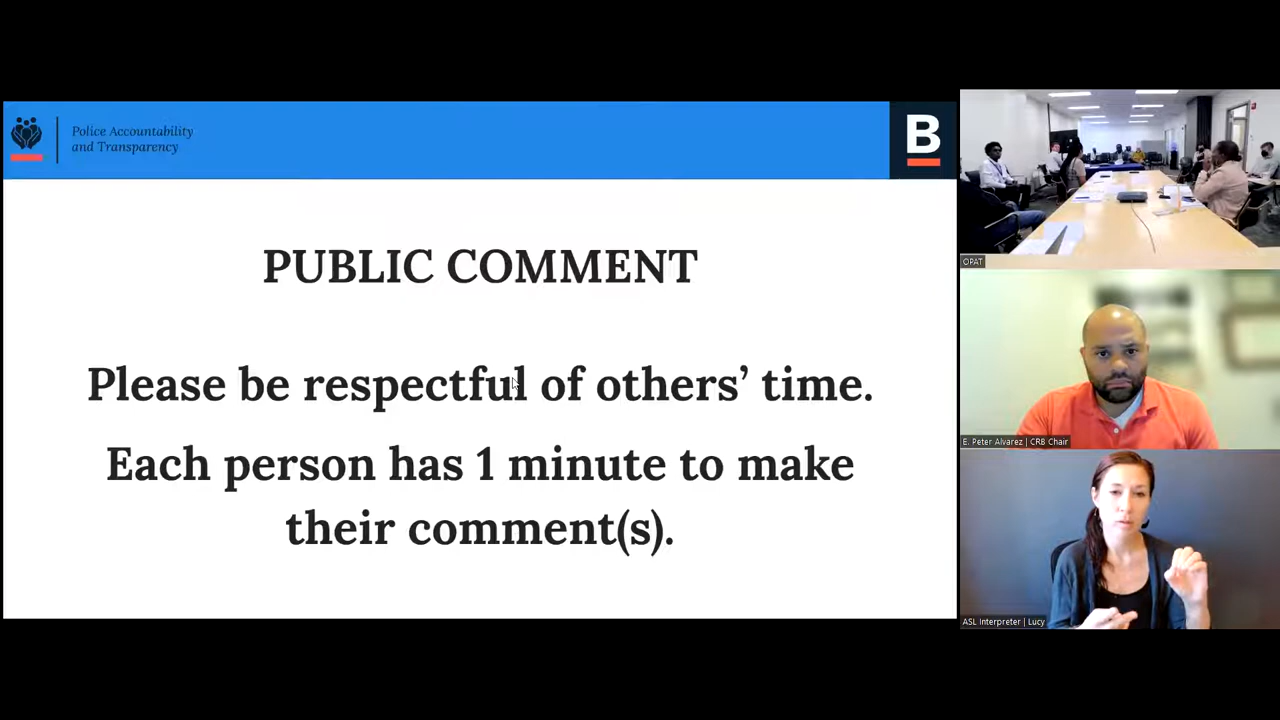 Police Accountability
and Transparency
B
PUBLIC COMMENT
Please be respectful of others’ time.
Each person has 1 minute to make
their comment(s).
OPAT
E. Peter Alvarez | CRB Chair
ASL Interpreter | Lucy